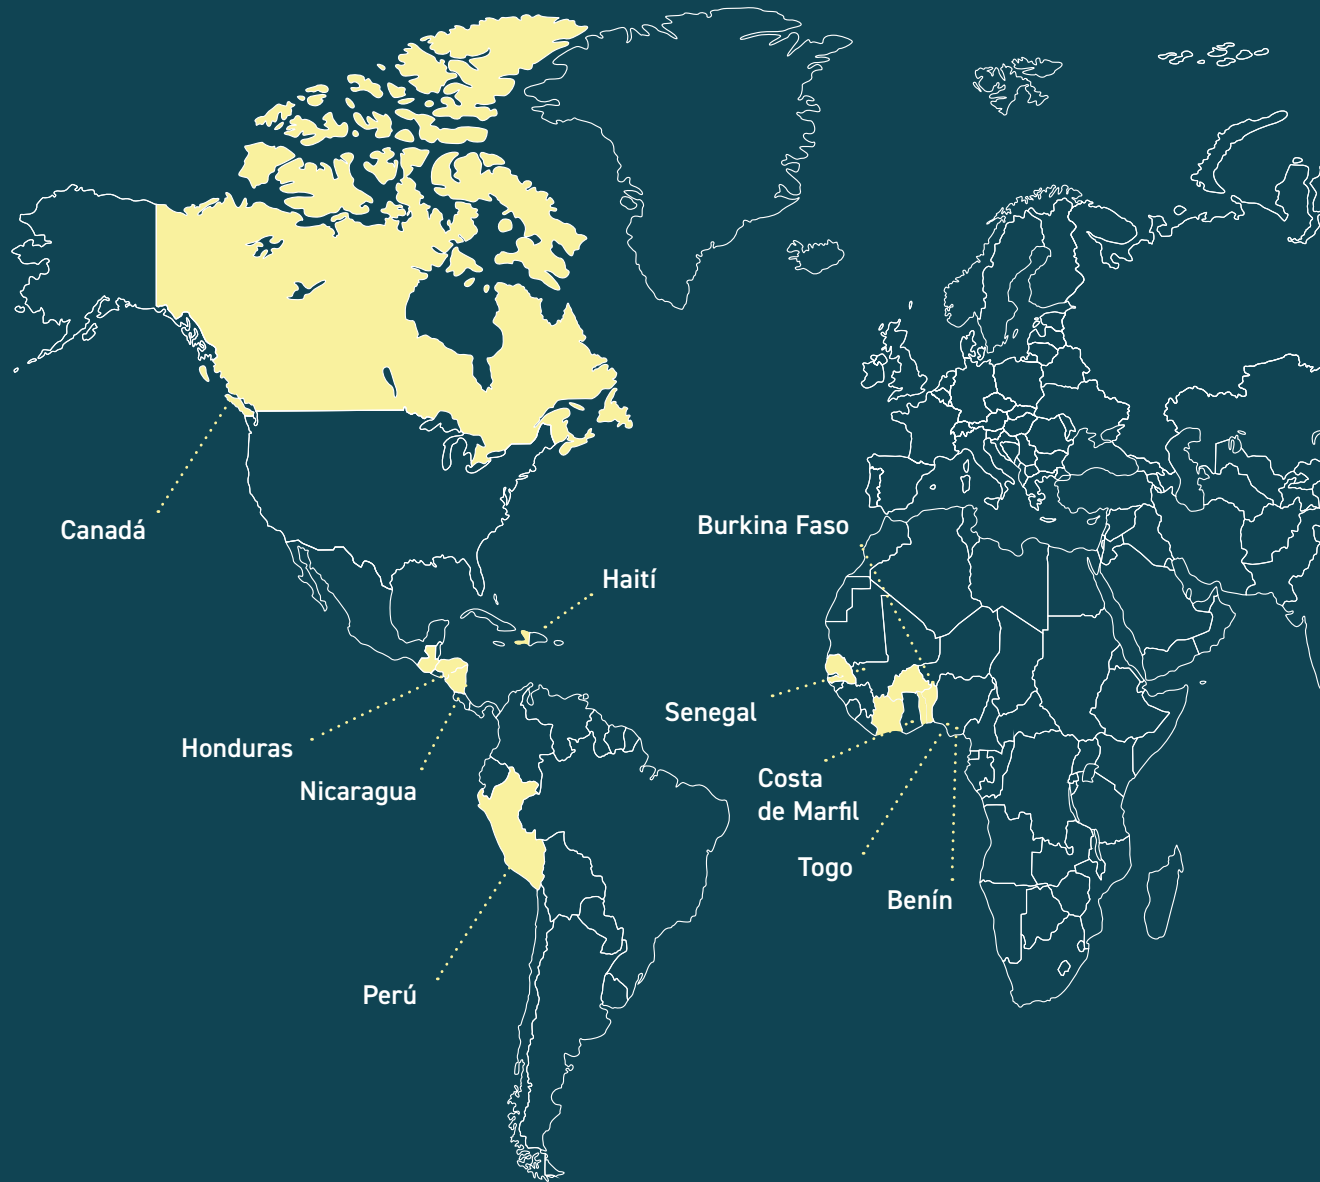 Canadá
Burkina Faso
Haití
Senegal
Honduras
Nicaragua
Costa
de Marfil
Togo
Benín
Perú